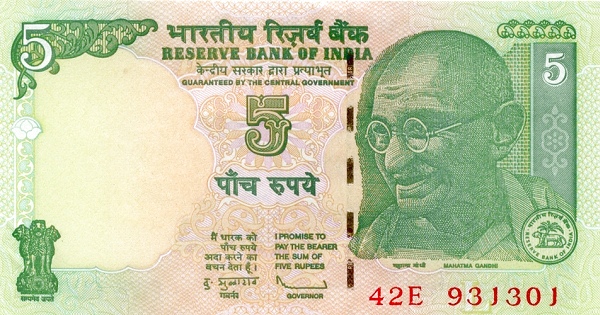 5
भारतीय रिज़र्व बैंक
RESERVE BANK OF INDIA
केन्द्रीय सरकार द्वारा प्रत्याभूत
GUARANTEED BY THE CENTRAL GOVERNMENT
5
5
पाँच रुपये
मैं धारक को
पाँच रुपये
अदा करने का
वचन देता हूँ।
गवर्नर
I PROMISE TO
PAY THE BEARER
THE SUM OF
FIVE RUPEES
GOVERNOR
महात्मा गांधी MAHATMA GANDHI
भारतीय रिज़र्व बैंक
RESERVE BANK OF INDIA
सत्यमेव जयते
42E 931301